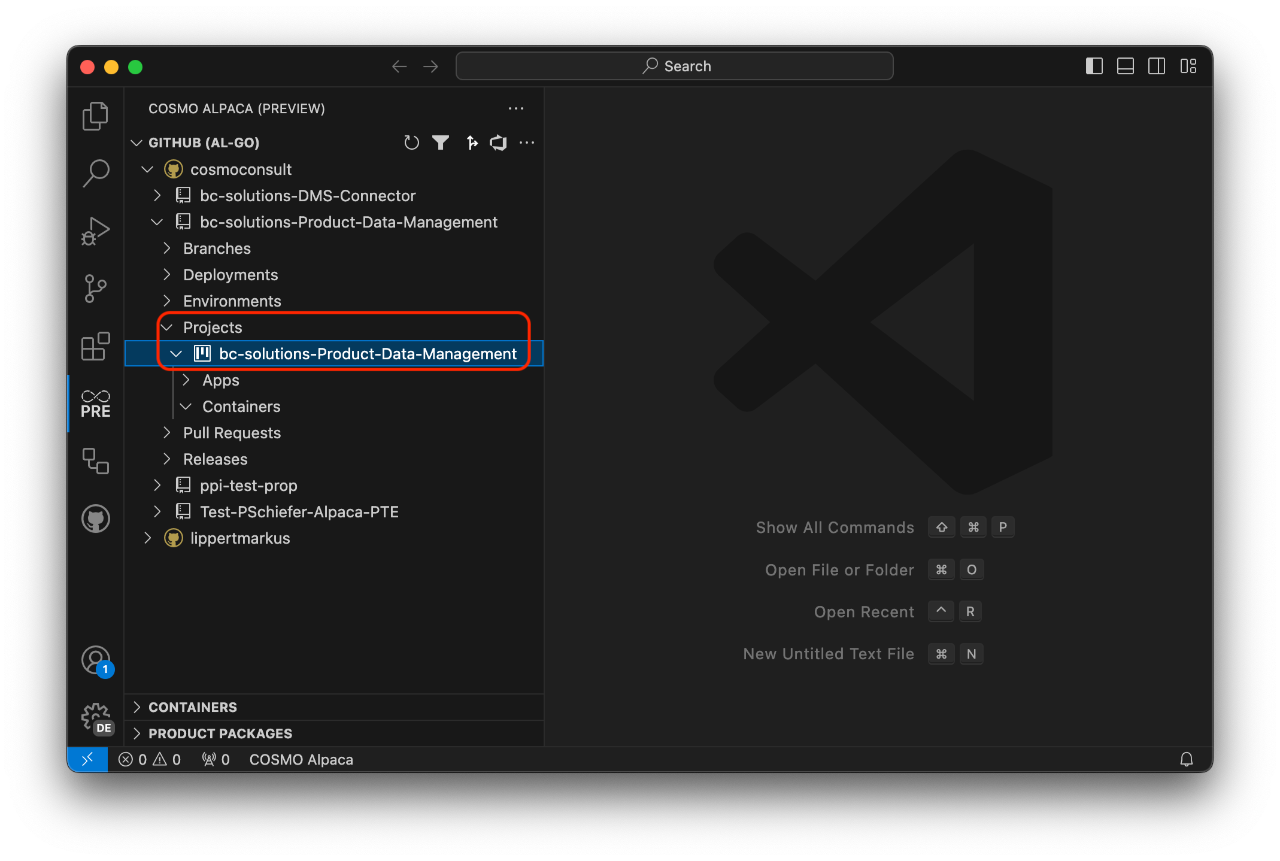 Search
COSMO ALPACA (PREVIEW)
GITHUB (AL-GO)
cosmoconsult
bc-solutions-DMS-Connector
bc-solutions-Product-Data-Management
Branches
Deployments
Environments
Projects
bc-solutions-Product-Data-Management
Apps
Containers
Pull Requests
Releases
ppi-test-prop
Test-PSchiefer-Alpaca-PTE
lippertmarkus
PRE
1
DE
CONTAINERS
PRODUCT PACKAGES
Show All Commands ⇧ ⌘ P
Open File or Folder ⌘ O
Open Recent ^ R
New Untitled Text File ⌘ N
0 0 0 COSMO Alpaca